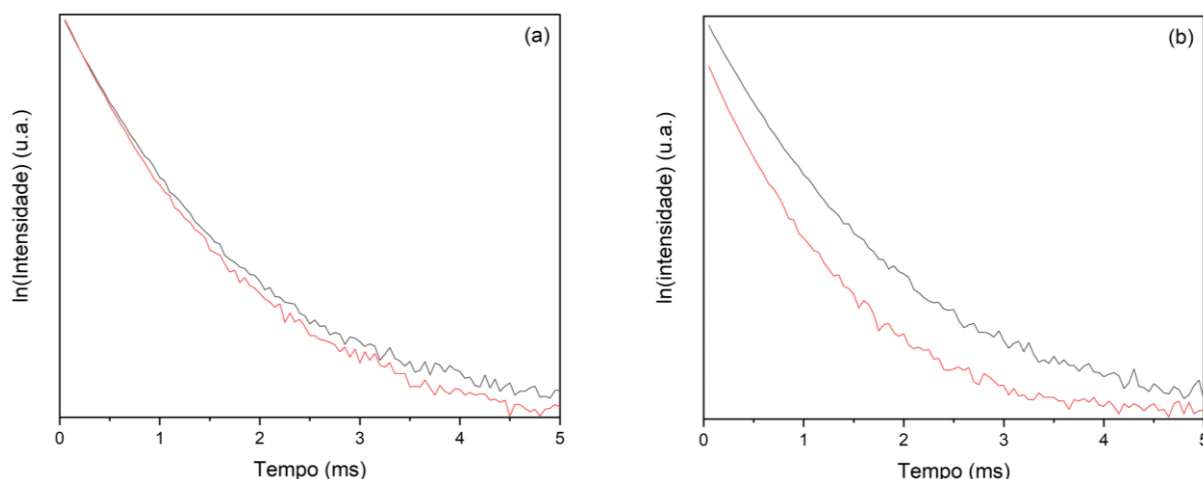 (a)
ln(Intensidade) (u.a.)
0 1 2 3 4 5
Tempo (ms)
(b)
ln(intensidade) (u.a.)
0 1 2 3 4 5
Tempo (ms)